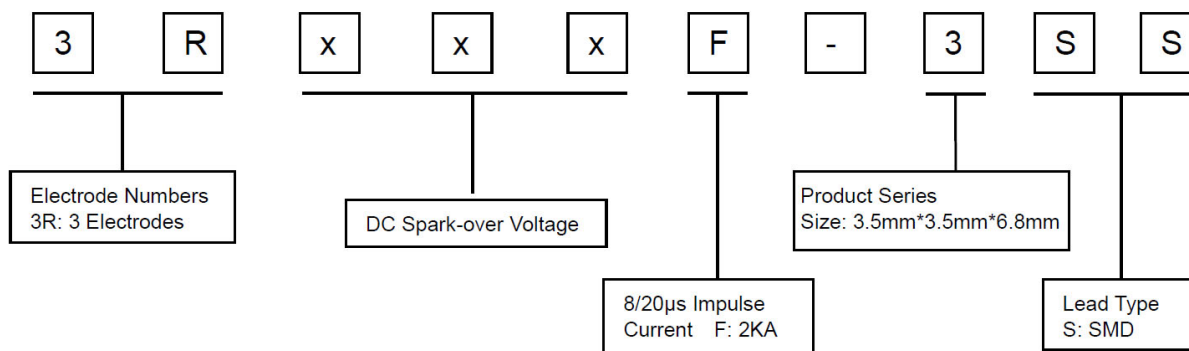 3 R x x x F - 3 S S
Electrode Numbers
3R: 3 Electrodes
DC Spark-over Voltage
8/20µs Impulse
Current F: 2KA
Product Series
Size: 3.5mm*3.5mm*6.8mm
Lead Type
S: SMD